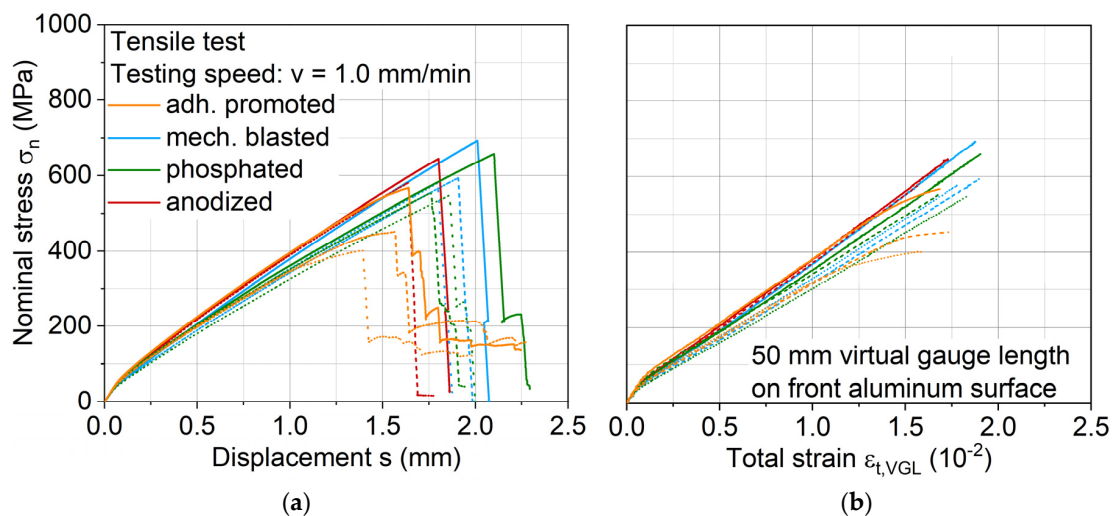 1000
800
600
400
200
0
Nominal stress σn (MPa)
Tensile test
Testing speed: v = 1.0 mm/min
adh. promoted
mech. blasted
phosphated
anodized
0.0 0.5 1.0 1.5 2.0 2.5
Displacement s (mm)
(a)
50 mm virtual gauge length
on front aluminum surface
0.0 0.5 1.0 1.5 2.0 2.5
Total strain εt,VGL (10-2)
(b)